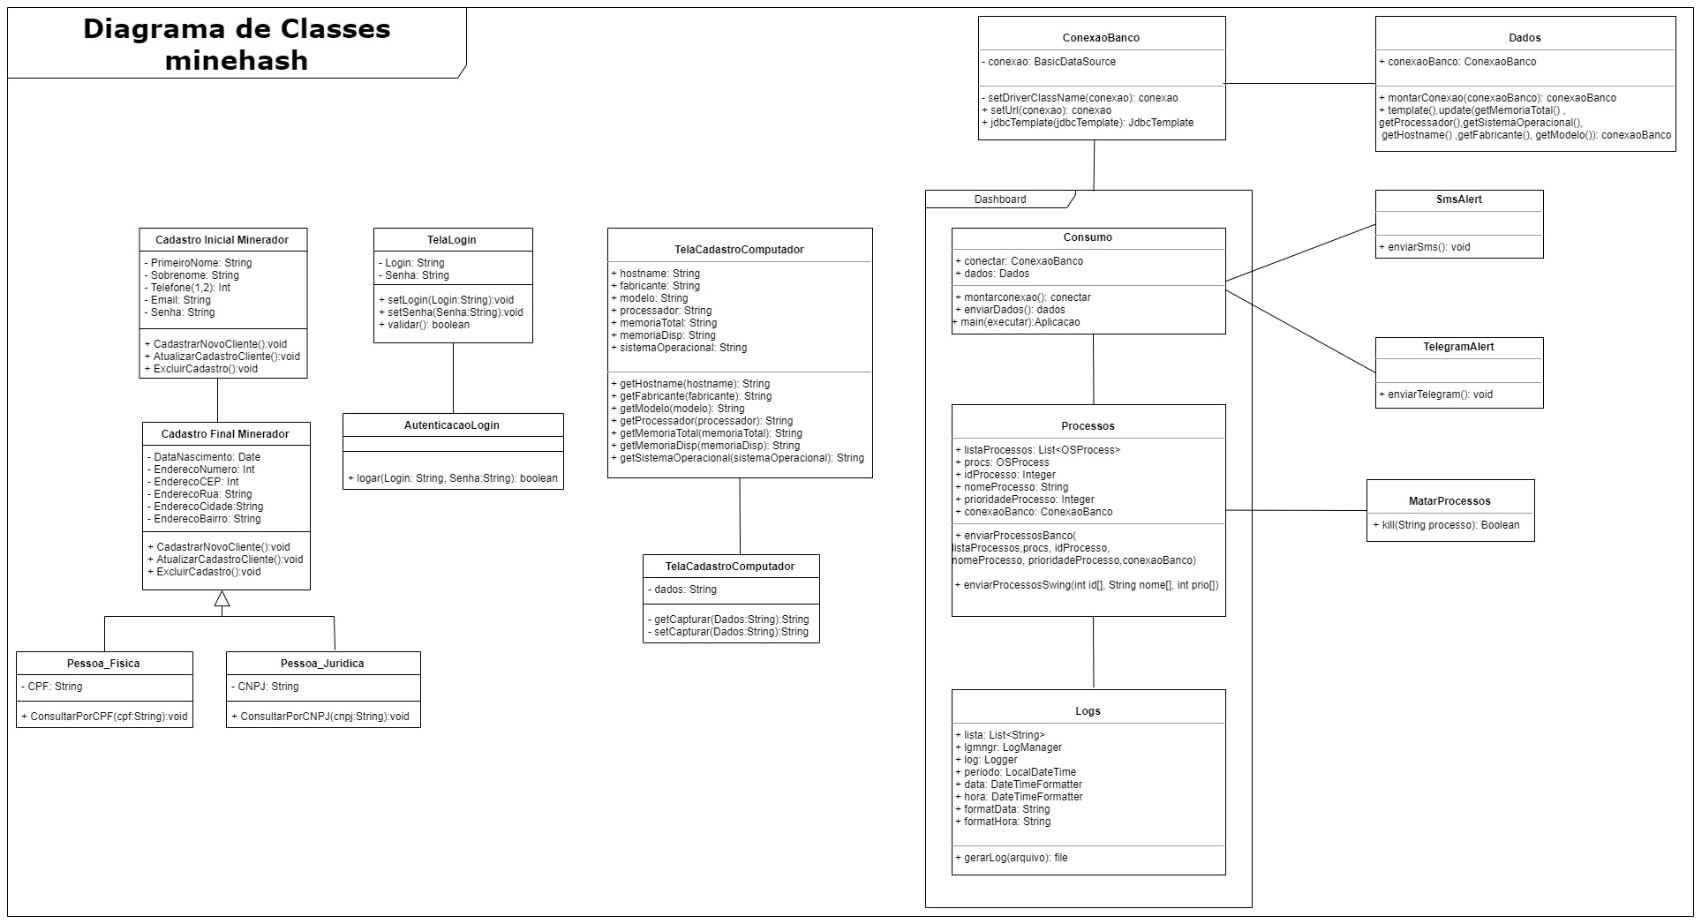 Diagrama de Classes
minehash
ConexaoBanco
- conexao: BasicDataSource
- setDriverClassName(conexao): conexao
+ setUrl(conexao): conexao
+ jdbcTemplate(jdbcTemplate): JdbcTemplate
Dados
+ conexaoBanco: ConexaoBanco
+ montarConexao(conexaoBanco): conexaoBanco
+ template().update(getMemoriaTotal() ,
getProcessador(),getSistemaOperacional(),
getHostname() ,getFabricante(), getModelo()): conexaoBanco
Cadastro Inicial Minerador
- PrimeiroNome: String
- Sobrenome: String
- Telefone(1,2): Int
- Email: String
- Senha: String
+ CadastrarNovoCliente():void
+ AtualizarCadastroCliente():void
+ ExcluirCadastro():void
Cadastro Final Minerador
- DataNascimento: Date
- EnderecoNumero: Int
- EnderecoCEP: Int
- EnderecoRua: String
- EnderecoCidade:String
- EnderecoBairro: String
+ CadastrarNovoCliente():void
+ AtualizarCadastroCliente():void
+ ExcluirCadastro():void
Pessoa_Fisica
- CPF: String
+ ConsultarPorCPF(cpf:String):void
Pessoa_Juridica
- CNPJ: String
+ ConsultarPorCNPJ(cnpj:String):void
TelaLogin
- Login: String
- Senha: String
+ setLogin(Login:String):void
+ setSenha(Senha:String):void
+ validar(): boolean
AutenticacaoLogin
+ logar(Login: String, Senha:String): boolean
TelaCadastroComputador
+ hostname: String
+ fabricante: String
+ modelo: String
+ processador: String
+ memoriaTotal: String
+ memoriaDisp: String
+ sistemaOperacional: String
+ getHostname(hostname): String
+ getFabricante(fabricante): String
+ getModelo(modelo): String
+ getProcessador(processador): String
+ getMemoriaTotal(memoriaTotal): String
+ getMemoriaDisp(memoriaDisp): String
+ getSistemaOperacional(sistemaOperacional): String
TelaCadastroComputador
- dados: String
- getCapturar(Dados:String):String
- setCapturar(Dados:String):String
Dashboard
Consumo
+ conectar: ConexaoBanco
+ dados: Dados
+ montarconexao(): conectar
+ enviarDados(): dados
+ main(executar):Aplicacao
Processos
+ listaProcessos: List<OSProcess>
+ procs: OSProcess
+ idProcesso: Integer
+ nomeProcesso: String
+ prioridadeProcesso: Integer
+ conexaoBanco: ConexaoBanco
+ enviarProcessosBanco(
listaProcessos,procs, idProcesso,
nomeProcesso, prioridadeProcesso,conexaoBanco)
+ enviarProcessosSwing(int id[], String nome[], int prio[])
Logs
+ lista: List<String>
+ lgmngr: LogManager
+ log: Logger
+ periodo: LocalDateTime
+ data: DateTimeFormatter
+ hora: DateTimeFormatter
+ formatData: String
+ formatHora: String
+ gerarLog(arquivo): file
SmsAlert
+ enviarSms(): void
TelegramAlert
+ enviarTelegram(): void
MatarProcessos
+ kill(String processo): Boolean